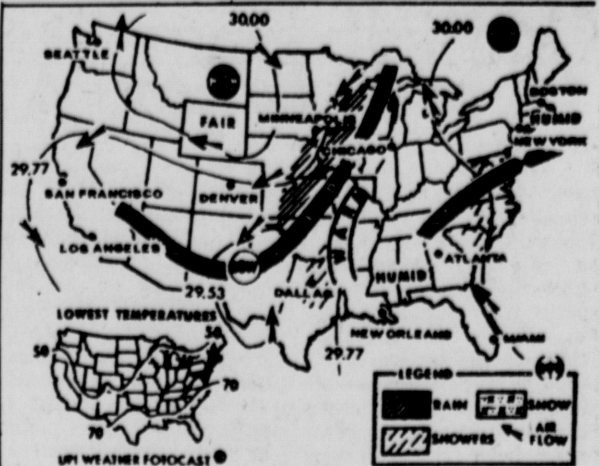 30.00
30.00
SEATTLE
BOSTON
FAIR
MINNEAPOLIS
HUMID
NEW YORK
CHICAGO
29.77
SAN FRANCISCO
DENVER
WARM
LOS ANGELES
LOW
ATLANTA
HUMID
29.53
DALLAS
LOWEST TEMPERATURES
NEW ORLEANS
MIAMI
50
50
29.77
70
70
LEGEND
RAIN
SNOW
SHOWERS
AIR
FLOW
UPI WEATHER FOTOCAST